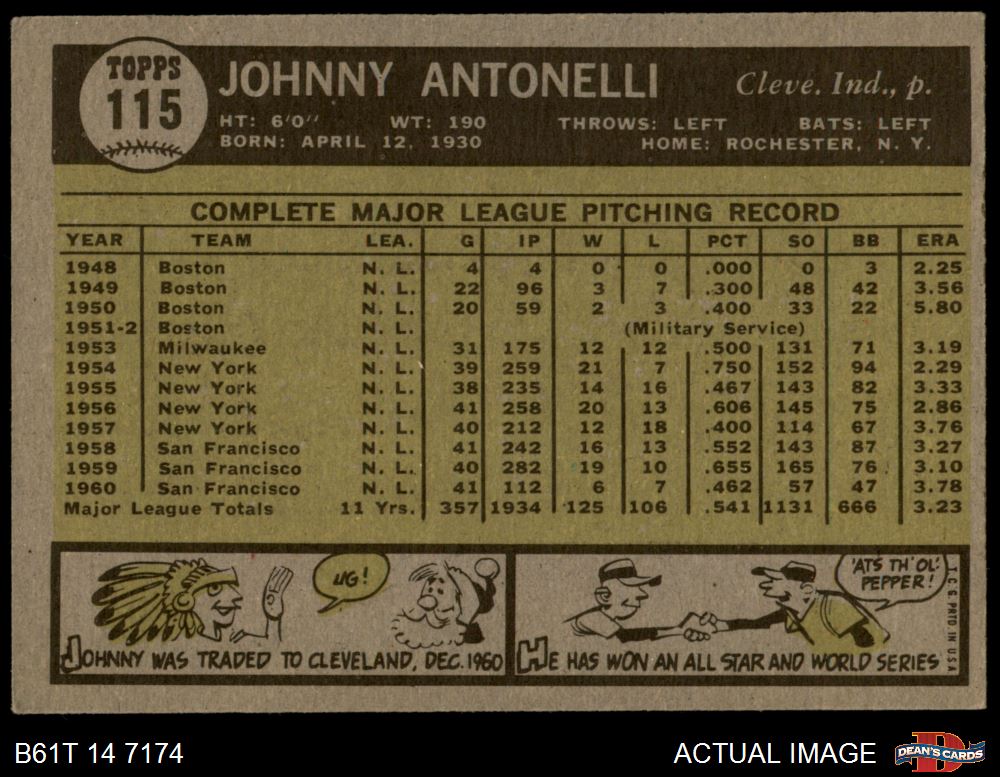 TOPPS
115
JOHNNY ANTONELLI
Cleve. Ind., p.
HT: 6'0" WT: 190 THROWS: LEFT BATS: LEFT
BORN: APRIL 12, 1930 HOME: ROCHESTER, N. Y.
COMPLETE MAJOR LEAGUE PITCHING RECORD
YEAR TEAM LEA. G IP W L PCT SO BB ERA
1948 Boston N. L. 4 4 0 0 .000 0 3 2.25
1949 Boston N. L. 22 96 3 7 .300 48 42 3.56
1950 Boston N. L. 20 59 2 3 .400 33 22 5.80
1951-2 Boston N. L. (Military Service)
1953 Milwaukee N. L. 31 175 12 12 .500 131 71 3.19
1954 New York N. L. 39 259 21 7 .750 152 94 2.29
1955 New York N. L. 38 235 14 16 .467 143 82 3.33
1956 New York N. L. 41 258 20 13 .606 145 75 2.86
1957 New York N. L. 40 212 12 18 .400 114 67 3.76
1958 San Francisco N. L. 41 242 16 13 .552 143 87 3.27
1959 San Francisco N. L. 40 282 19 10 .655 165 76 3.10
1960 San Francisco N. L. 41 112 6 7 .462 57 47 3.78
Major League Totals 11 Yrs. 357 1934 125 106 .541 1131 666 3.23
UG!
JOHNNY WAS TRADED TO CLEVELAND, DEC. 1960
'ATS TH' OL'
PEPPER!
HE HAS WON AN ALL STAR AND WORLD SERIES
T.C.G. PRTD. IN U.S.A.
B61T 14 7174
ACTUAL IMAGE
DEAN'S CARDS